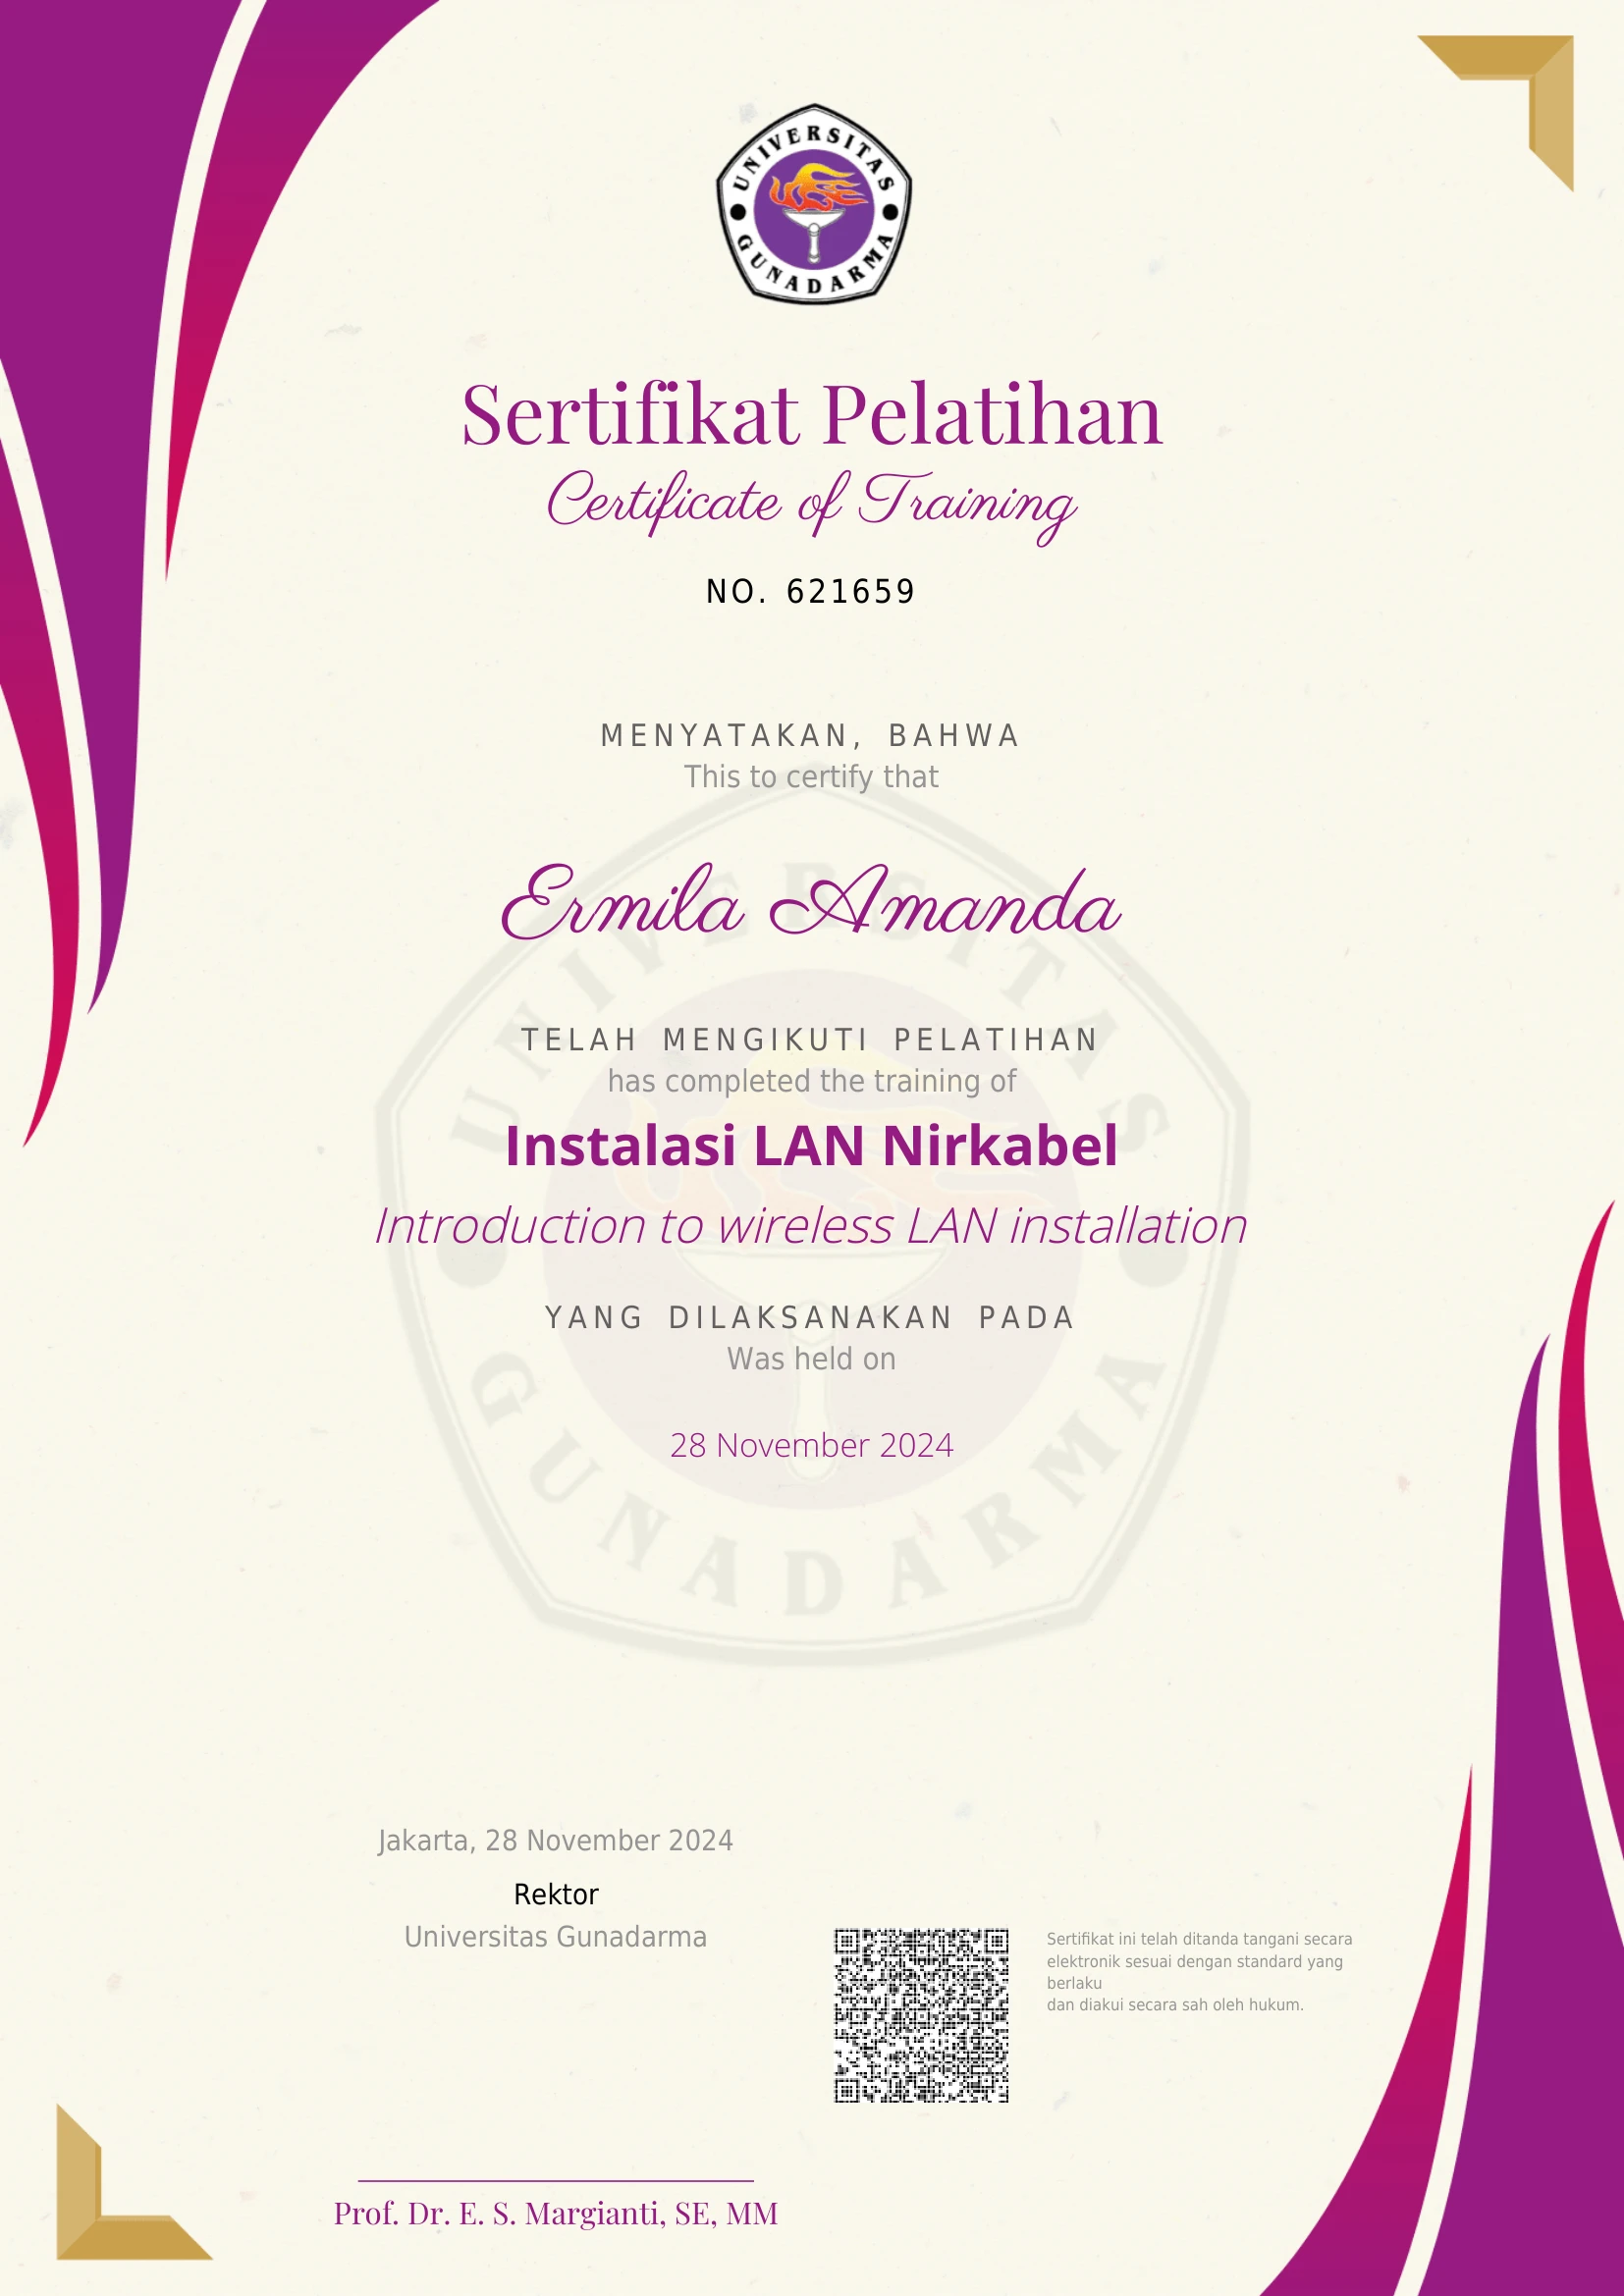 UNIVERSITAS
GUNADARMA
Sertifikat Pelatihan
Certificate of Training
NO. 621659
MENYATAKAN, BAHWA
This to certify that
Ermila Amanda
TELAH MENGIKUTI PELATIHAN
has completed the training of
Instalasi LAN Nirkabel
Introduction to wireless LAN installation
YANG DILAKSANAKAN PADA
Was held on
28 November 2024
UNIVERSITAS
GUNADARMA
Jakarta, 28 November 2024
Rektor
Universitas Gunadarma
Sertifikat ini telah ditanda tangani secara
elektronik sesuai dengan standard yang
berlaku
dan diakui secara sah oleh hukum.
Prof. Dr. E. S. Margianti, SE, MM